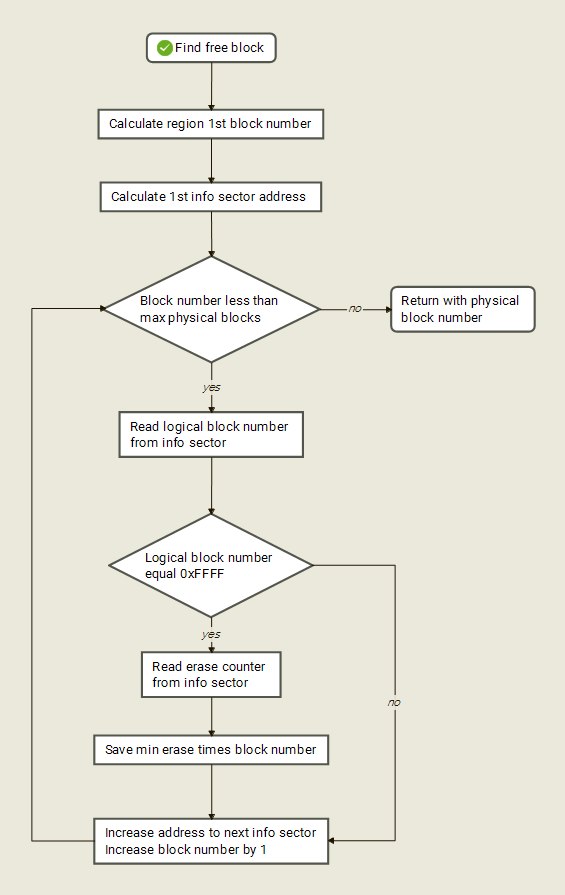 Find free block
Calculate region 1st block number
Calculate 1st info sector address
Block number less than
max physical blocks
no
Return with physical
block number
yes
Read logical block number
from info sector
Logical block number
equal 0xFFFF
yes
Read erase counter
from info sector
no
Save min erase times block number
Increase address to next info sector
Increase block number by 1